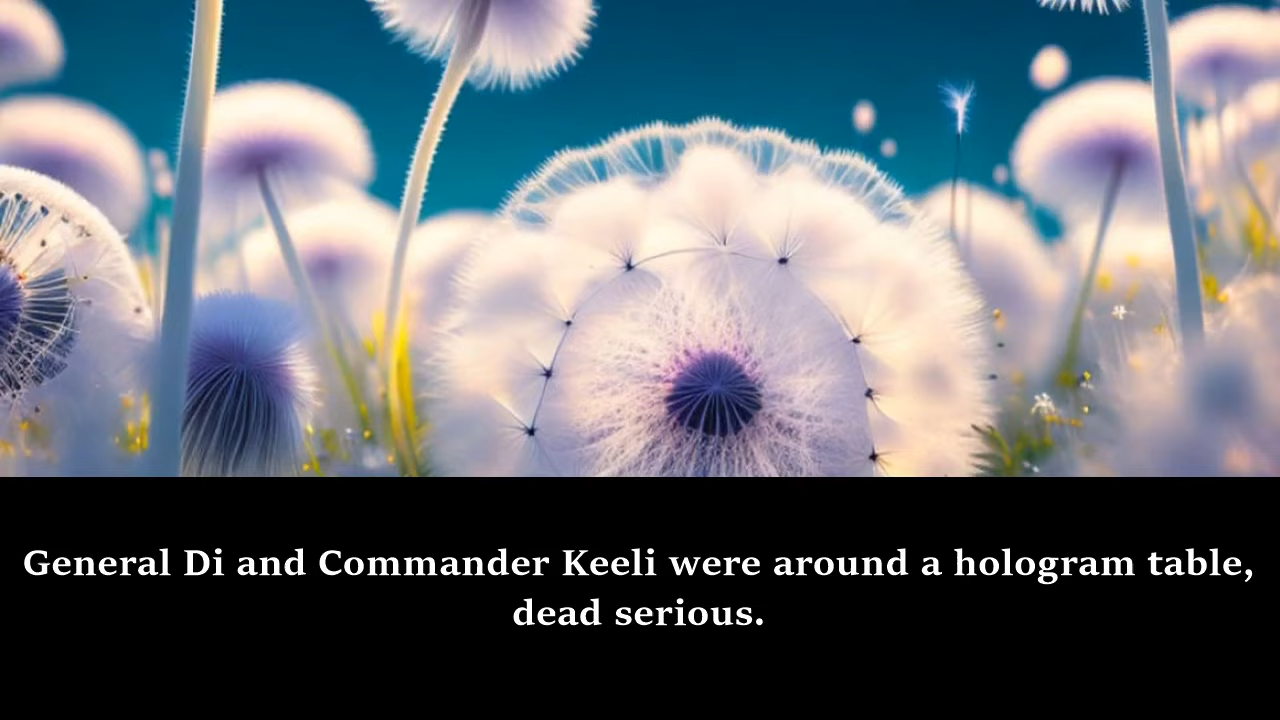 General Di and Commander Keeli were around a hologram table,
dead serious.